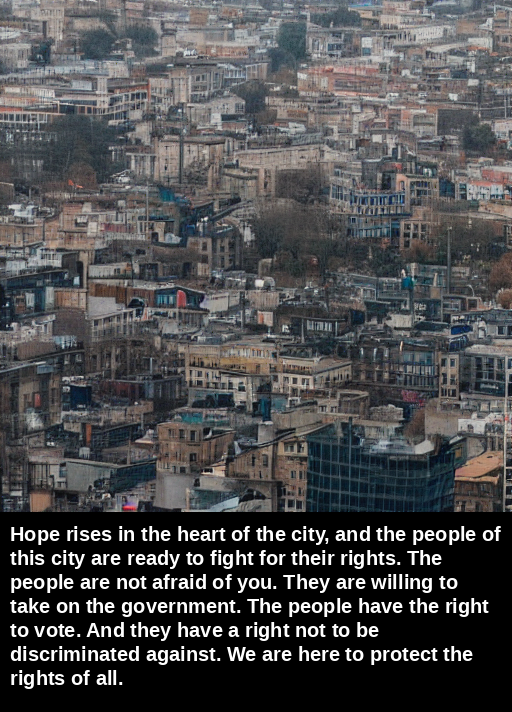 Hope rises in the heart of the city, and the people of
this city are ready to fight for their rights. The
people are not afraid of you. They are willing to
take on the government. The people have the right
to vote. And they have a right not to be
discriminated against. We are here to protect the
rights of all.